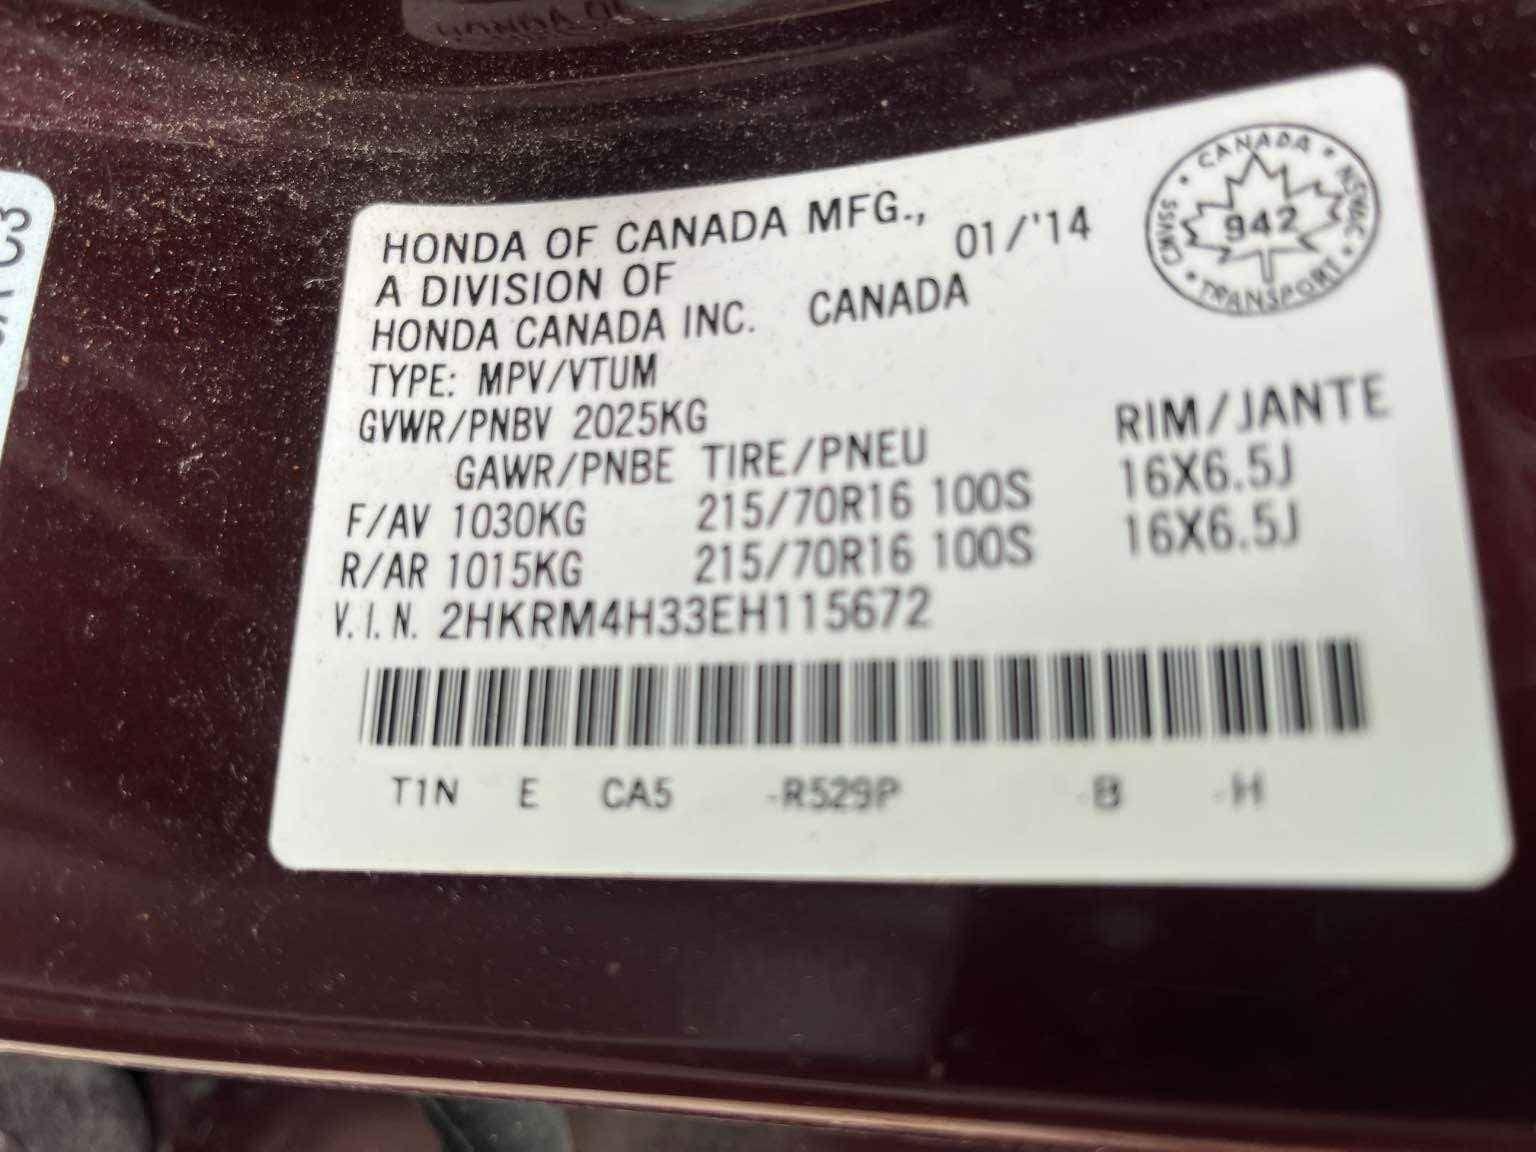 HONDA OF CANADA MFG., 01/'14
A DIVISION OF
HONDA CANADA INC. CANADA
TYPE: MPV/VTUM
GVWR/PNBV 2025KG
GAWR/PNBE TIRE/PNEU RIM/JANTE
F/AV 1030KG 215/70R16 100S 16X6.5J
R/AR 1015KG 215/70R16 100S 16X6.5J
V.I.N. 2HKRM4H33EH115672
T1N E CA5 -R529P -B -H
CANADA • NSVAC • TRANSPORT • CMVSS •
942